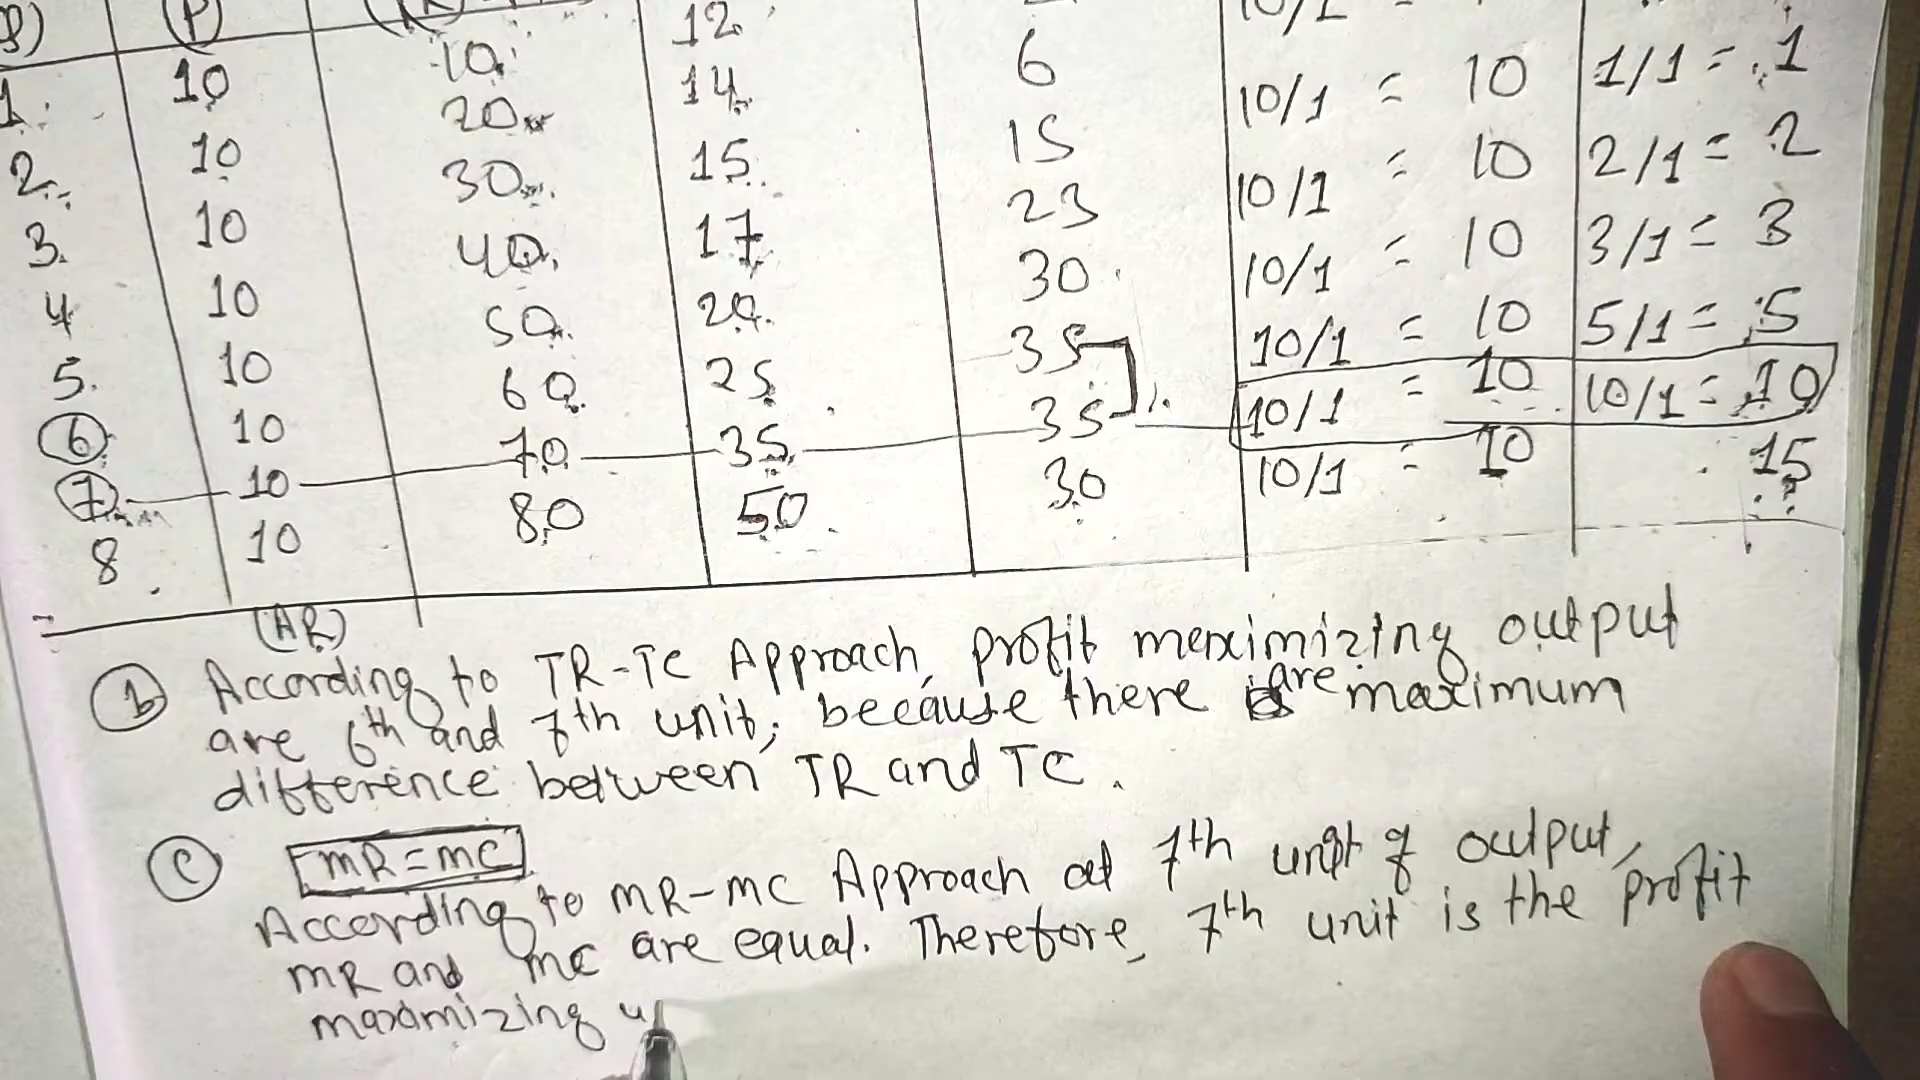 Q) (P)
12
10/1
10 6 10/1 = 10 1/1 = 1
1. 10 20 14
2. 10 30 15 15 10/1 = 10 2/1 = 2
3. 10 40 17 23 10/1 = 10 3/1 = 3
4 10 50 20 30 10/1 = 10 5/1 = 5
5. 10 60 25 35 10/1 = 10 10/1 = 10
6 10 70 35 35 10/1 = 10 15
7 10 80 50 30
8 10
(AR)
b According to TR-TC Approach, profit meximizing output
are 6th and 7th unit, because there are maximum
difference between TR and TC.
c MR = MC
According to MR-MC Approach at 7th unit of output,
MR and MC are equal. Therefore, 7th unit is the profit
maximizing u